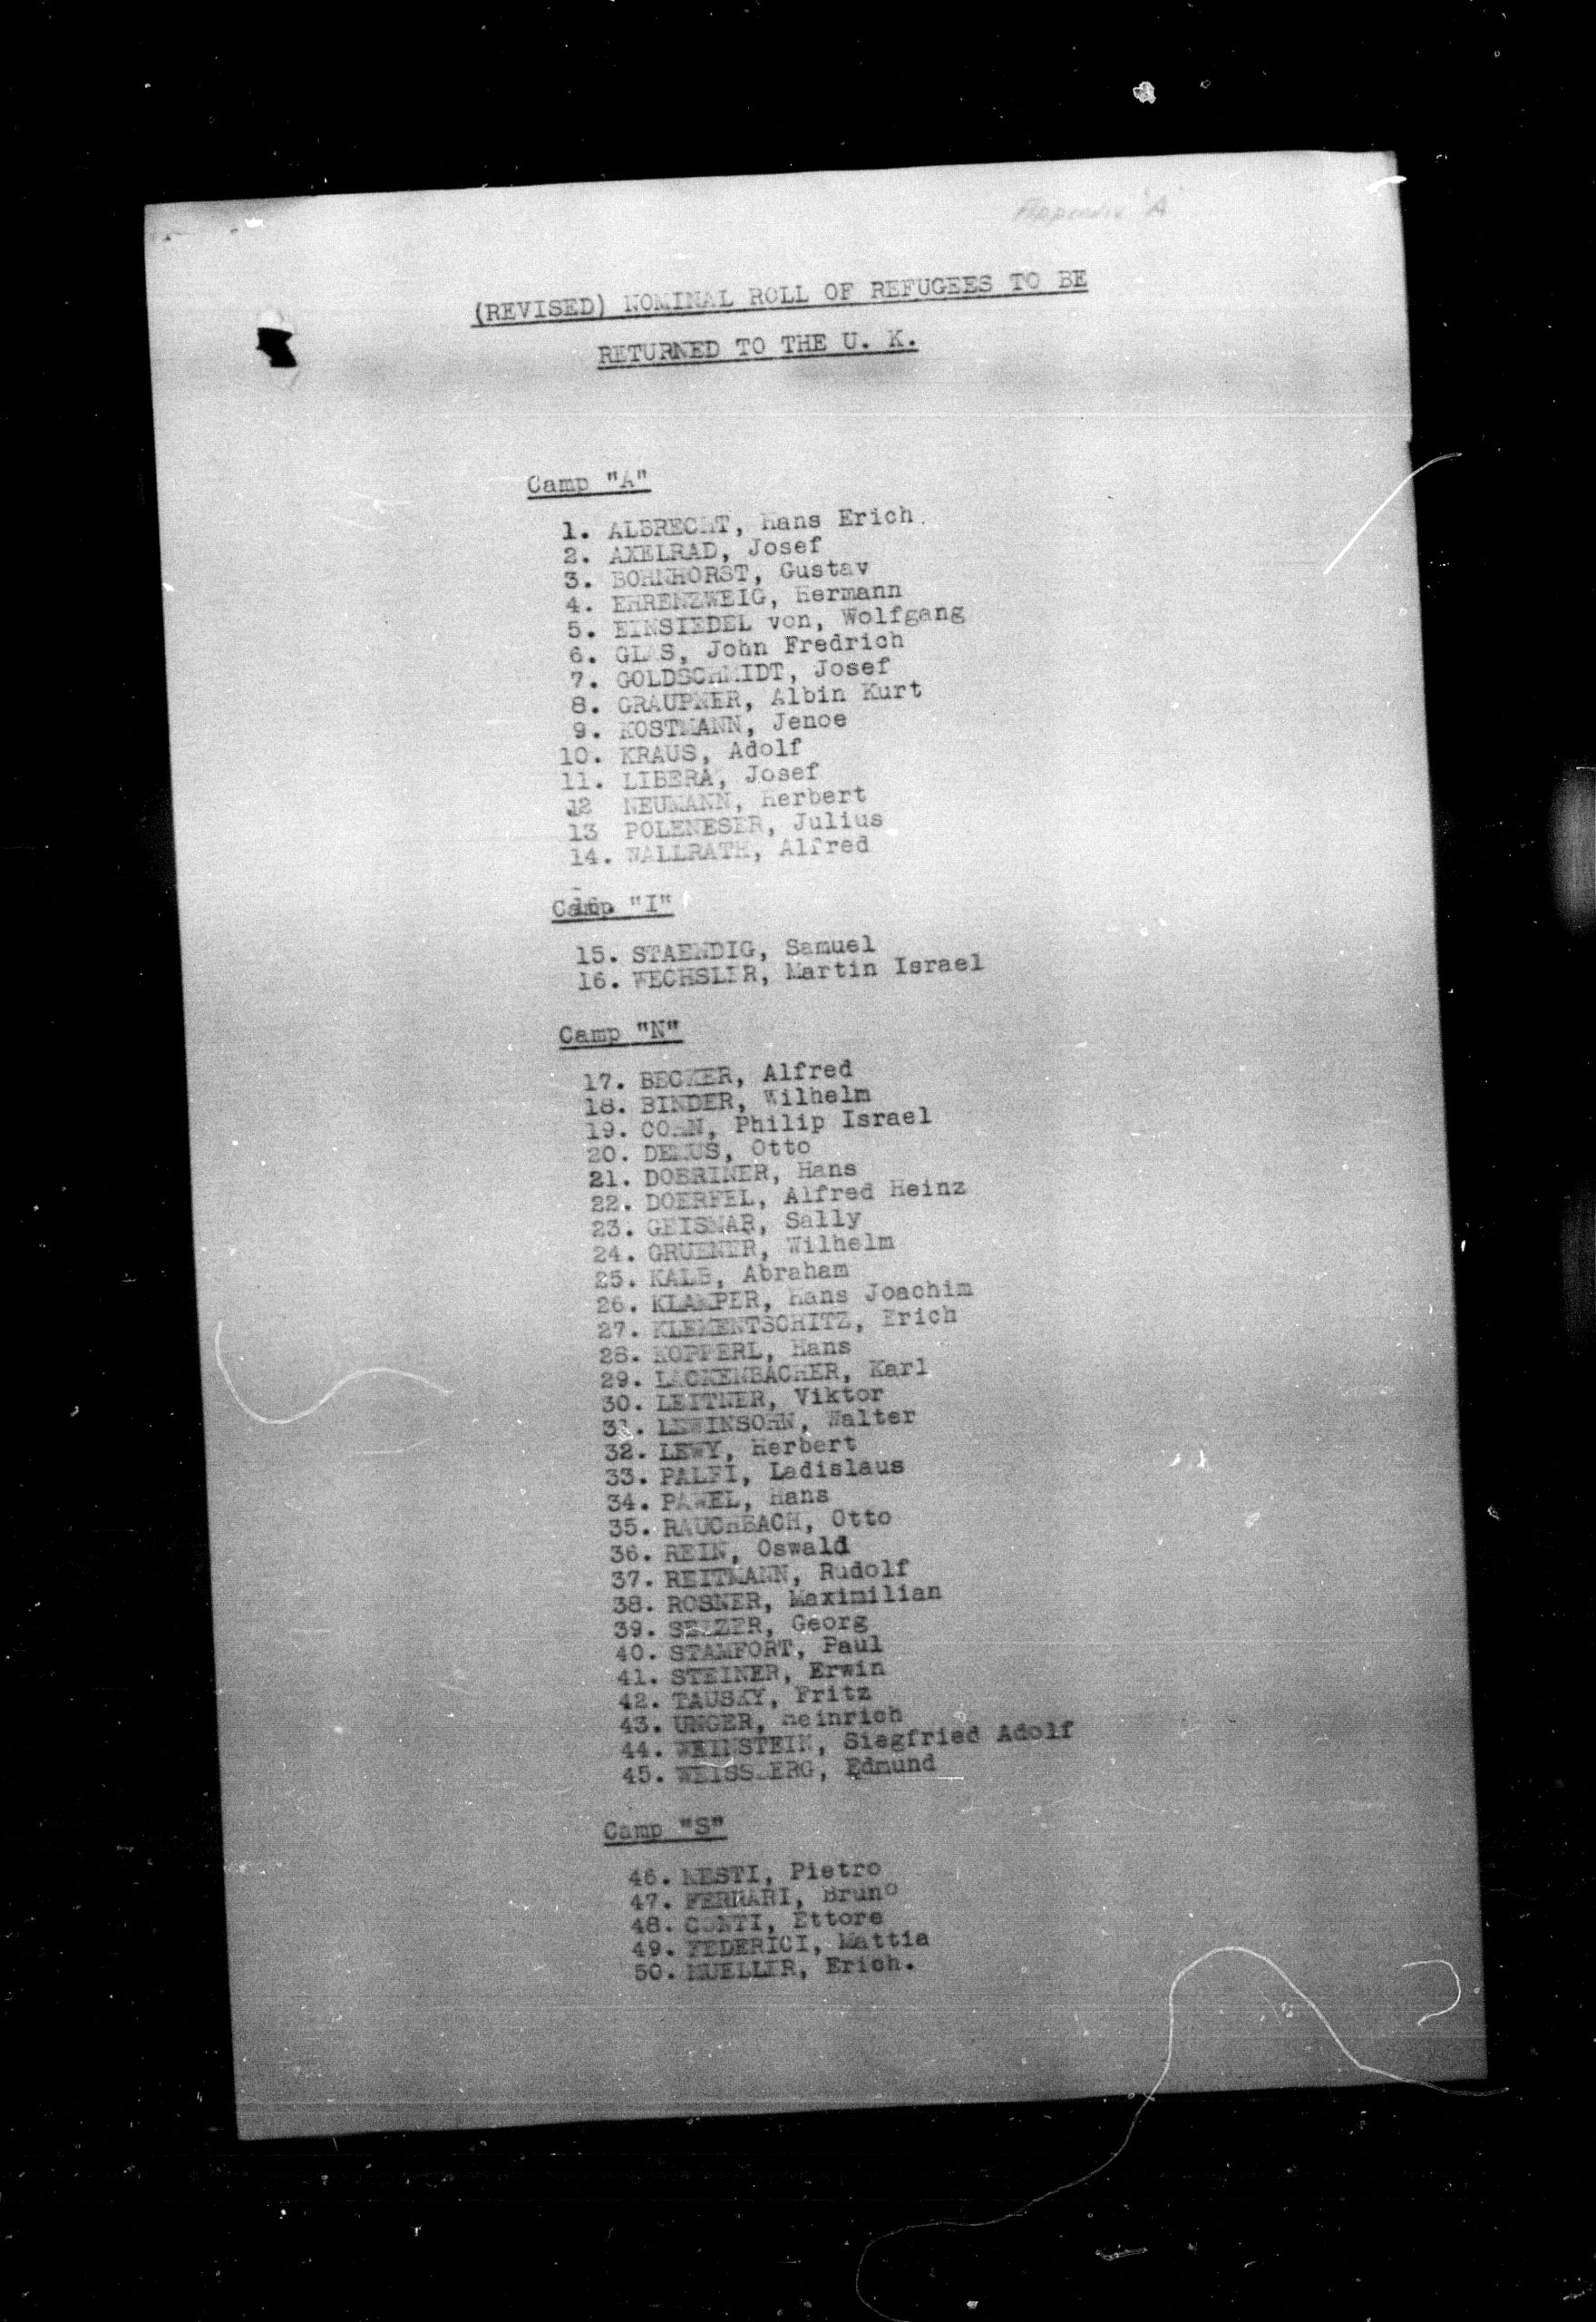 Appendix 'A'
(REVISED) NOMINAL ROLL OF REFUGEES TO BE
RETURNED TO THE U. K.
Camp "A"
1. ALBRECHT, Hans Erich.
2. AXELRAD, Josef
3. BORNHORST, Gustav
4. EHRENZWEIG, Hermann
5. EINSIEDEL von, Wolfgang
6. GLAS, John Fredrich
7. GOLDSCHMIDT, Josef
8. GRAUPNER, Albin Kurt
9. KOSTMANN, Jenoe
10. KRAUS, Adolf
11. LIBERA, Josef
12 NEUMANN, Herbert
13 POLENESER, Julius
14. WALLRATH, Alfred
Camp "I"
15. STAENDIG, Samuel
16. WECHSLER, Martin Israel
Camp "N"
17. BECKER, Alfred
18. BINDER, Wilhelm
19. COHN, Philip Israel
20. DEMUS, Otto
21. DOBRINER, Hans
22. DOERFEL, Alfred Heinz
23. GEISMAR, Sally
24. GRUENER, Wilhelm
25. KALB, Abraham
26. KLAMPER, Hans Joachim
27. KLEMENTSCHITZ, Erich
28. KOPPERL, Hans
29. LACKENBACHER, Karl
30. LEITNER, Viktor
31. LEWINSOHN, Walter
32. LEWY, Herbert
33. PALFI, Ladislaus
34. PAWEL, Hans
35. RAUCHBACH, Otto
36. REIN, Oswald
37. REITMANN, Rudolf
38. ROSNER, Maximilian
39. SELZER, Georg
40. STAMFORT, Paul
41. STEINER, Erwin
42. TAUSKY, Fritz
43. UNGER, Heinrich
44. WEINSTEIN, Siegfried Adolf
45. WEISSBERG, Edmund
Camp "S"
46. NESTI, Pietro
47. FERRARI, Bruno
48. CONTI, Ettore
49. FEDERICI, Mattia
50. MUELLER, Erich.